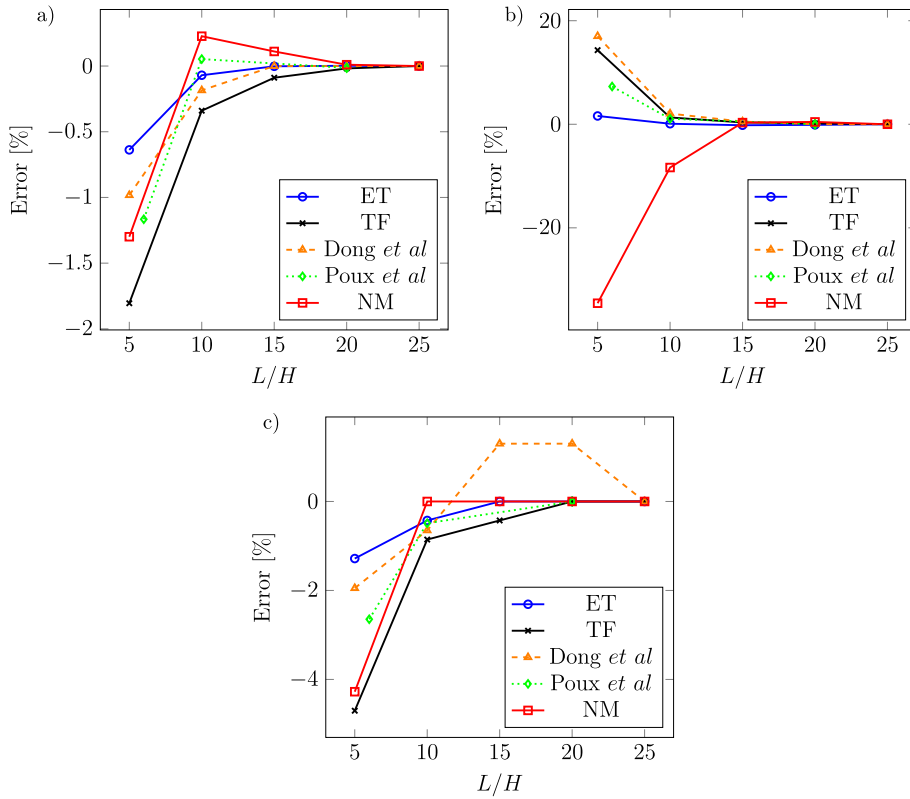 a)
0
−0.5
−1
−1.5
−2
Error [%]
5 10 15 20 25
L/H
ET
TF
Dong et al
Poux et al
NM
b)
20
0
−20
Error [%]
5 10 15 20 25
L/H
ET
TF
Dong et al
Poux et al
NM
c)
0
−2
−4
Error [%]
5 10 15 20 25
L/H
ET
TF
Dong et al
Poux et al
NM